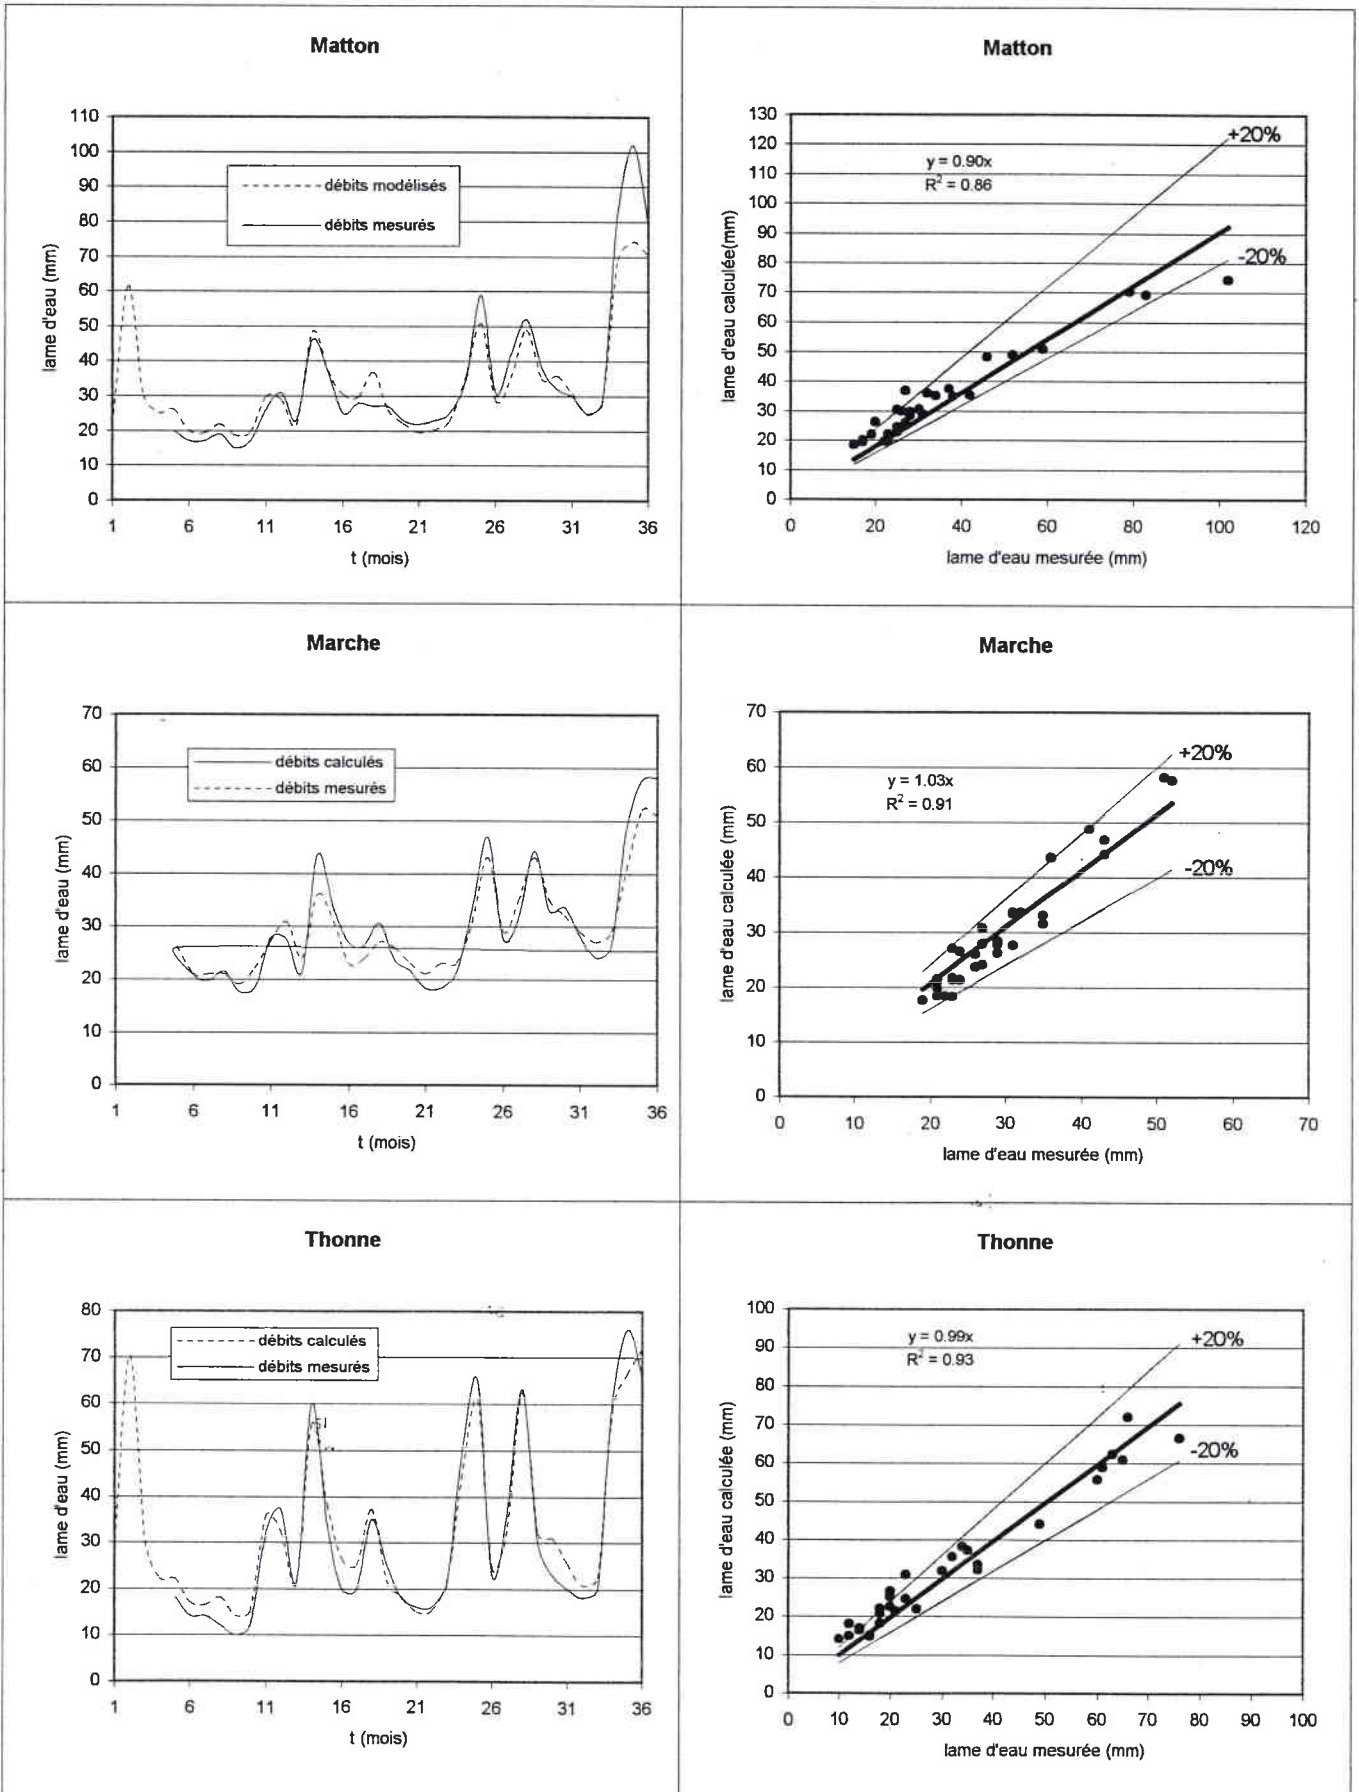 Matton
110
100
90
80
70
60
50
40
30
20
10
0
lame d'eau (mm)
débits modélisés
débits mesurés
1 6 11 16 21 26 31 36
t (mois)
Matton
130
120
110
100
90
80
70
60
50
40
30
20
10
0
lame d'eau calculée(mm)
y = 0.90x
R² = 0.86
+20%
-20%
0 20 40 60 80 100 120
lame d'eau mesurée (mm)
Marche
70
60
50
40
30
20
10
0
lame d'eau (mm)
débits calculés
débits mesurés
1 6 11 16 21 26 31 36
t (mois)
Marche
70
60
50
40
30
20
10
0
lame d'eau calculée (mm)
y = 1.03x
R² = 0.91
+20%
-20%
0 10 20 30 40 50 60 70
lame d'eau mesurée (mm)
Thonne
80
70
60
50
40
30
20
10
0
lame d'eau (mm)
débits calculés
débits mesurés
1 6 11 16 21 26 31 36
t (mois)
Thonne
100
90
80
70
60
50
40
30
20
10
0
lame d'eau calculée (mm)
y = 0.99x
R² = 0.93
+20%
-20%
0 10 20 30 40 50 60 70 80 90 100
lame d'eau mesurée (mm)